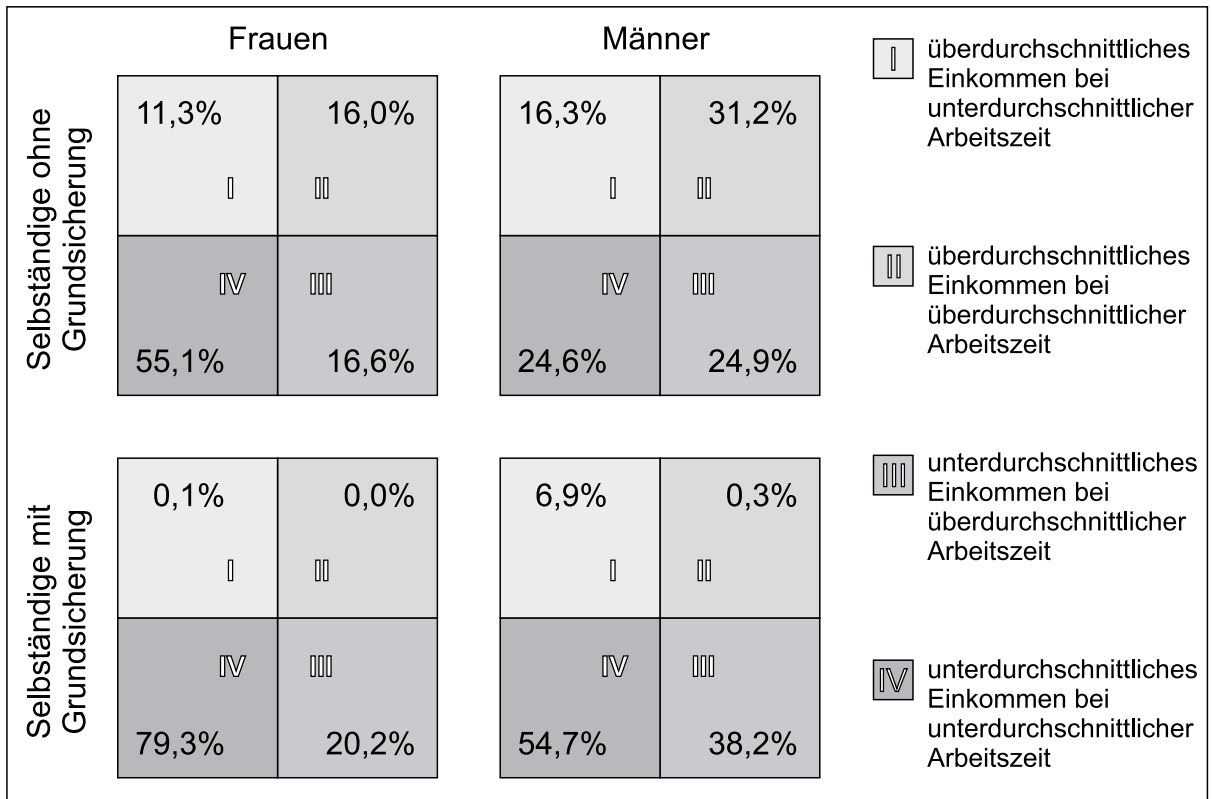 Frauen
Männer
Selbständige ohne
Grundsicherung
11,3%
16,0%
I
II
IV
III
55,1%
16,6%
16,3%
31,2%
I
II
IV
III
24,6%
24,9%
Selbständige mit
Grundsicherung
0,1%
0,0%
I
II
IV
III
79,3%
20,2%
6,9%
0,3%
I
II
IV
III
54,7%
38,2%
I
überdurchschnittliches
Einkommen bei
unterdurchschnittlicher
Arbeitszeit
II
überdurchschnittliches
Einkommen bei
überdurchschnittlicher
Arbeitszeit
III
unterdurchschnittliches
Einkommen bei
überdurchschnittlicher
Arbeitszeit
IV
unterdurchschnittliches
Einkommen bei
unterdurchschnittlicher
Arbeitszeit